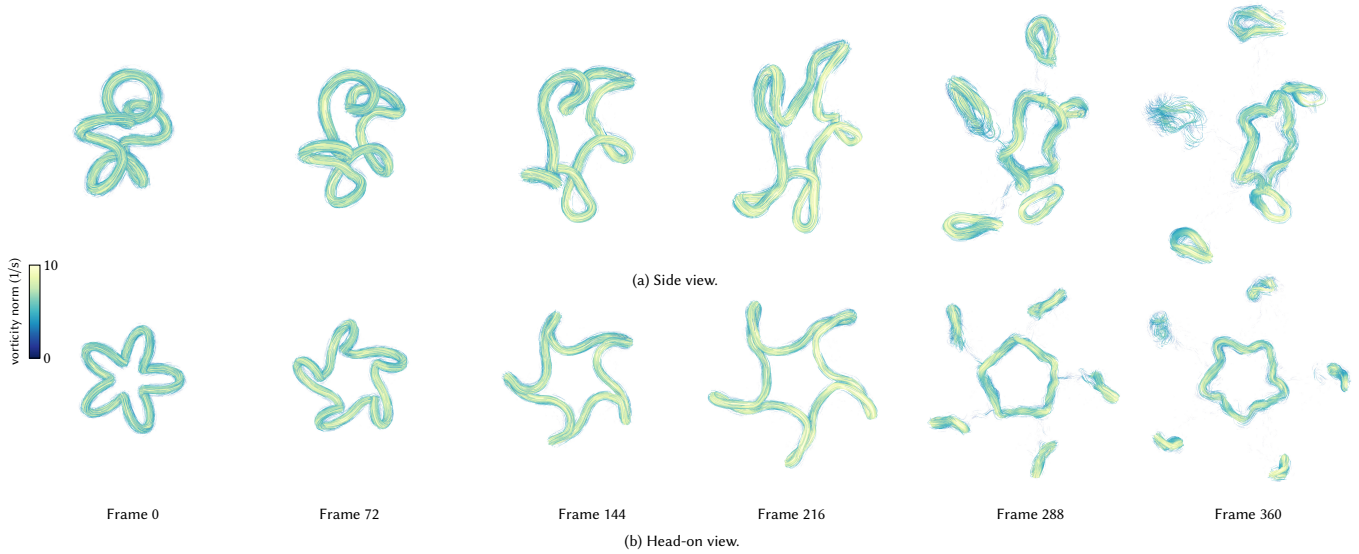 vorticity norm (1/s)
10
0
(a) Side view.
Frame 0
Frame 72
Frame 144
Frame 216
Frame 288
Frame 360
(b) Head-on view.